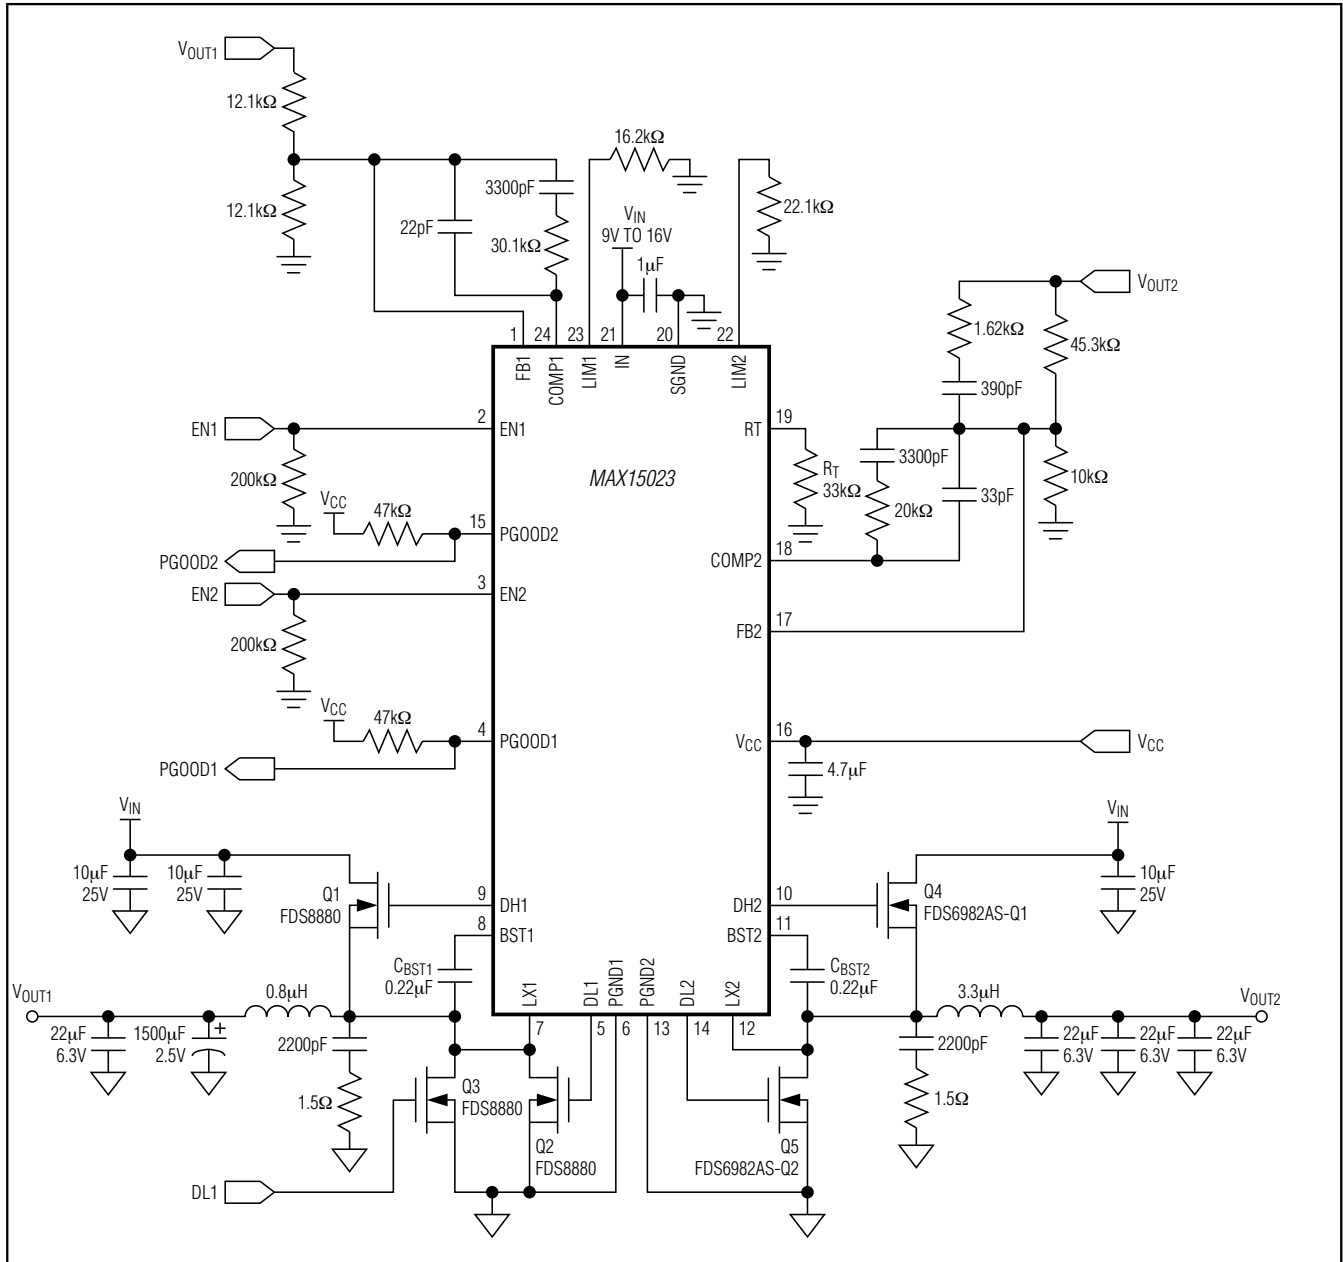 VOUT1
12.1kΩ
12.1kΩ
22pF
3300pF
30.1kΩ
16.2kΩ
VIN
9V TO 16V
1µF
22.1kΩ
VOUT2
1.62kΩ
45.3kΩ
390pF
1
24
23
21
20
22
FB1
COMP1
LIM1
IN
SGND
LIM2
EN1
2
EN1
200kΩ
RT
19
RT
33kΩ
3300pF
20kΩ
33pF
10kΩ
MAX15023
VCC
47kΩ
15
PGOOD2
PGOOD2
COMP2
18
EN2
3
EN2
200kΩ
FB2
17
VCC
47kΩ
4
PGOOD1
PGOOD1
VCC
16
VCC
4.7µF
VIN
10µF
25V
10µF
25V
Q1
FDS8880
9
DH1
8
BST1
CBST1
0.22µF
DH2
10
BST2
11
Q4
FDS6982AS-Q1
VIN
10µF
25V
CBST2
0.22µF
LX1
DL1
PGND1
PGND2
DL2
LX2
7
5
6
13
14
12
VOUT1
0.8µH
22µF
6.3V
1500µF
2.5V
+
2200pF
1.5Ω
Q3
FDS8880
Q2
FDS8880
DL1
Q5
FDS6982AS-Q2
3.3µH
VOUT2
2200pF
1.5Ω
22µF
6.3V
22µF
6.3V
22µF
6.3V